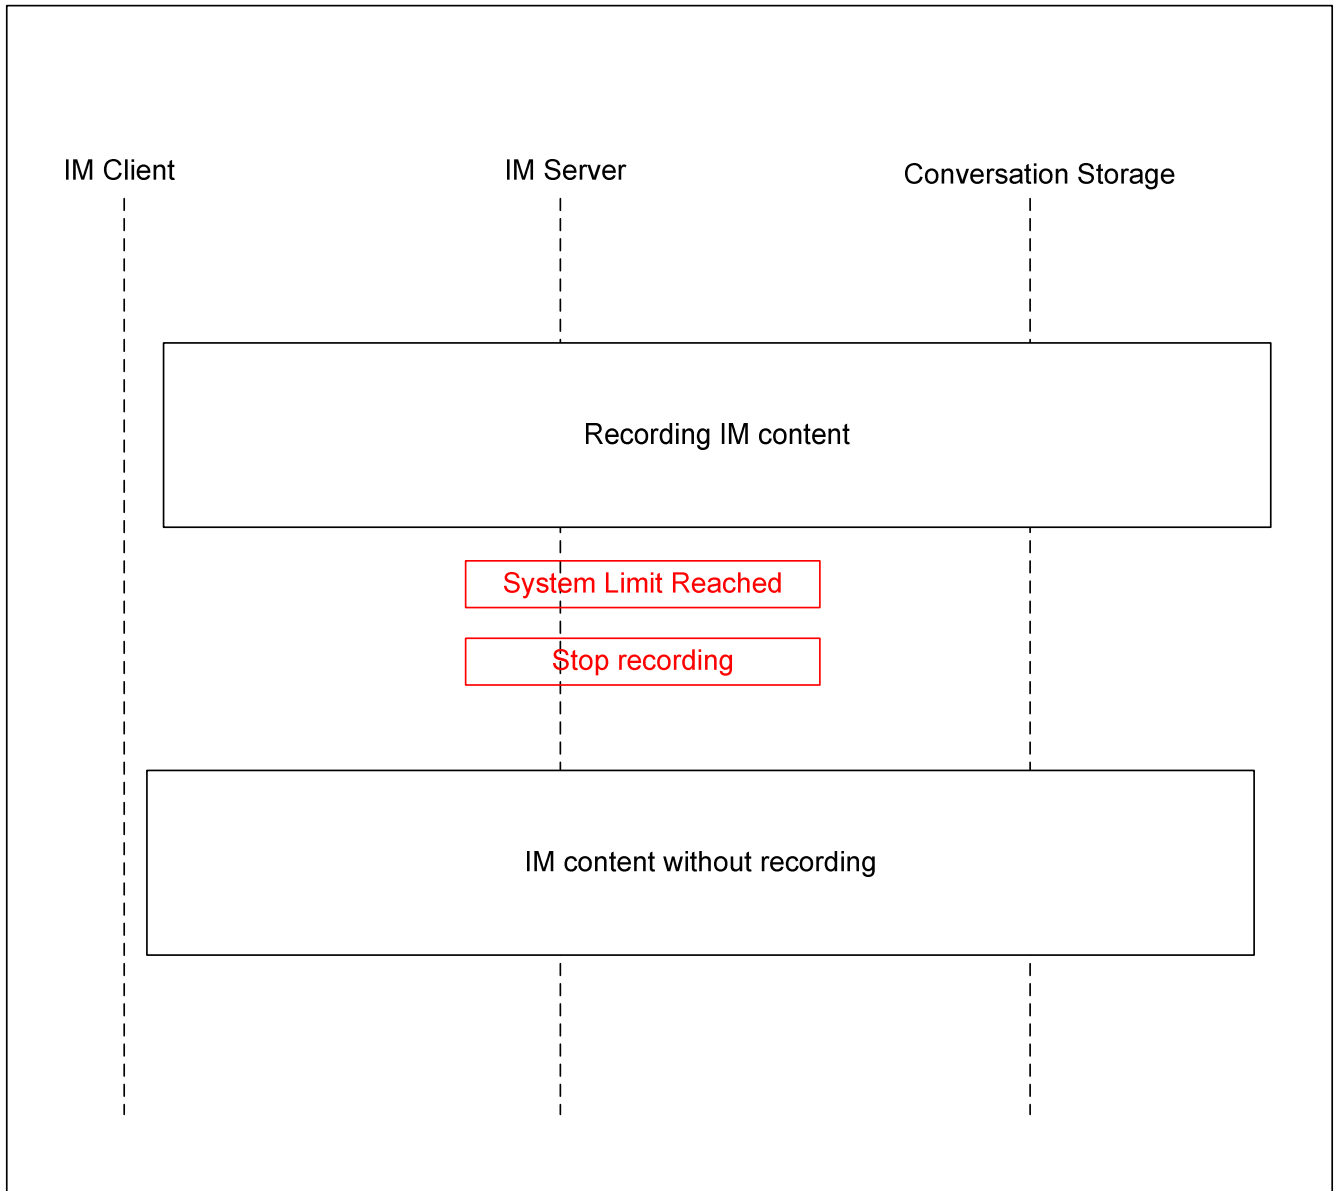 IM Client
IM Server
Conversation Storage
Recording IM content
System Limit Reached
Stop recording
IM content without recording